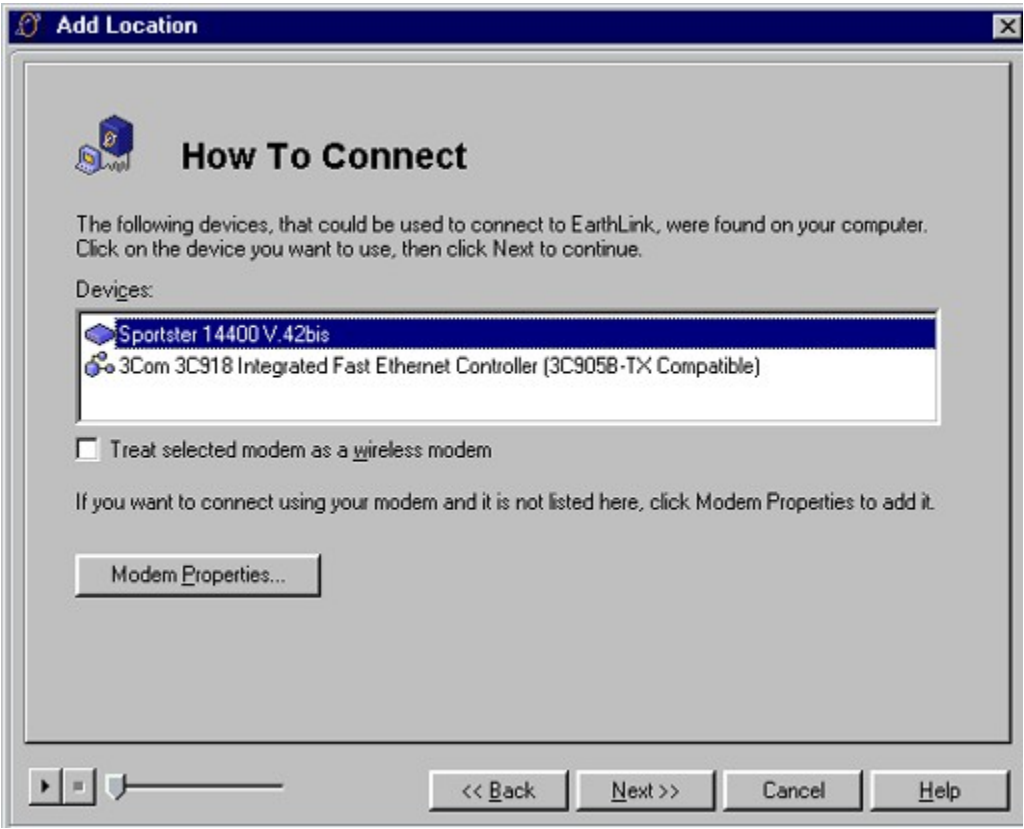 Add Location
How To Connect
The following devices, that could be used to connect to EarthLink, were found on your computer.
Click on the device you want to use, then click Next to continue.
Devices:
Sportster 14400 V.42bis
3Com 3C918 Integrated Fast Ethernet Controller (3C905B-TX Compatible)
Treat selected modem as a wireless modem
If you want to connect using your modem and it is not listed here, click Modem Properties to add it.
Modem Properties...
<< Back Next >> Cancel Help